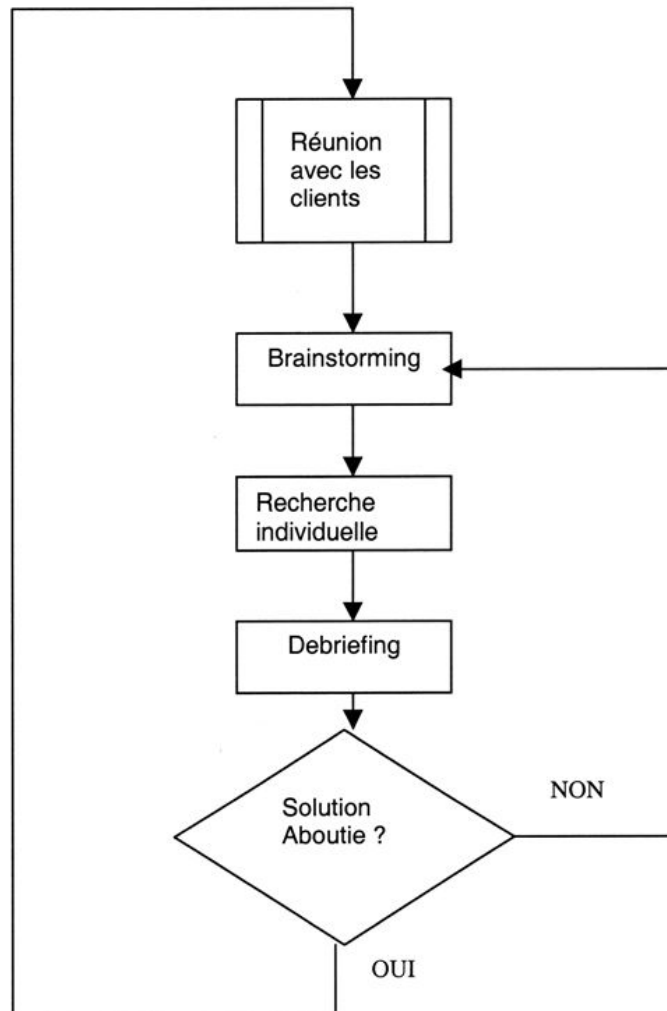 Réunion
avec les
clients
Brainstorming
Recherche
individuelle
Debriefing
Solution
Aboutie ?
NON
OUI